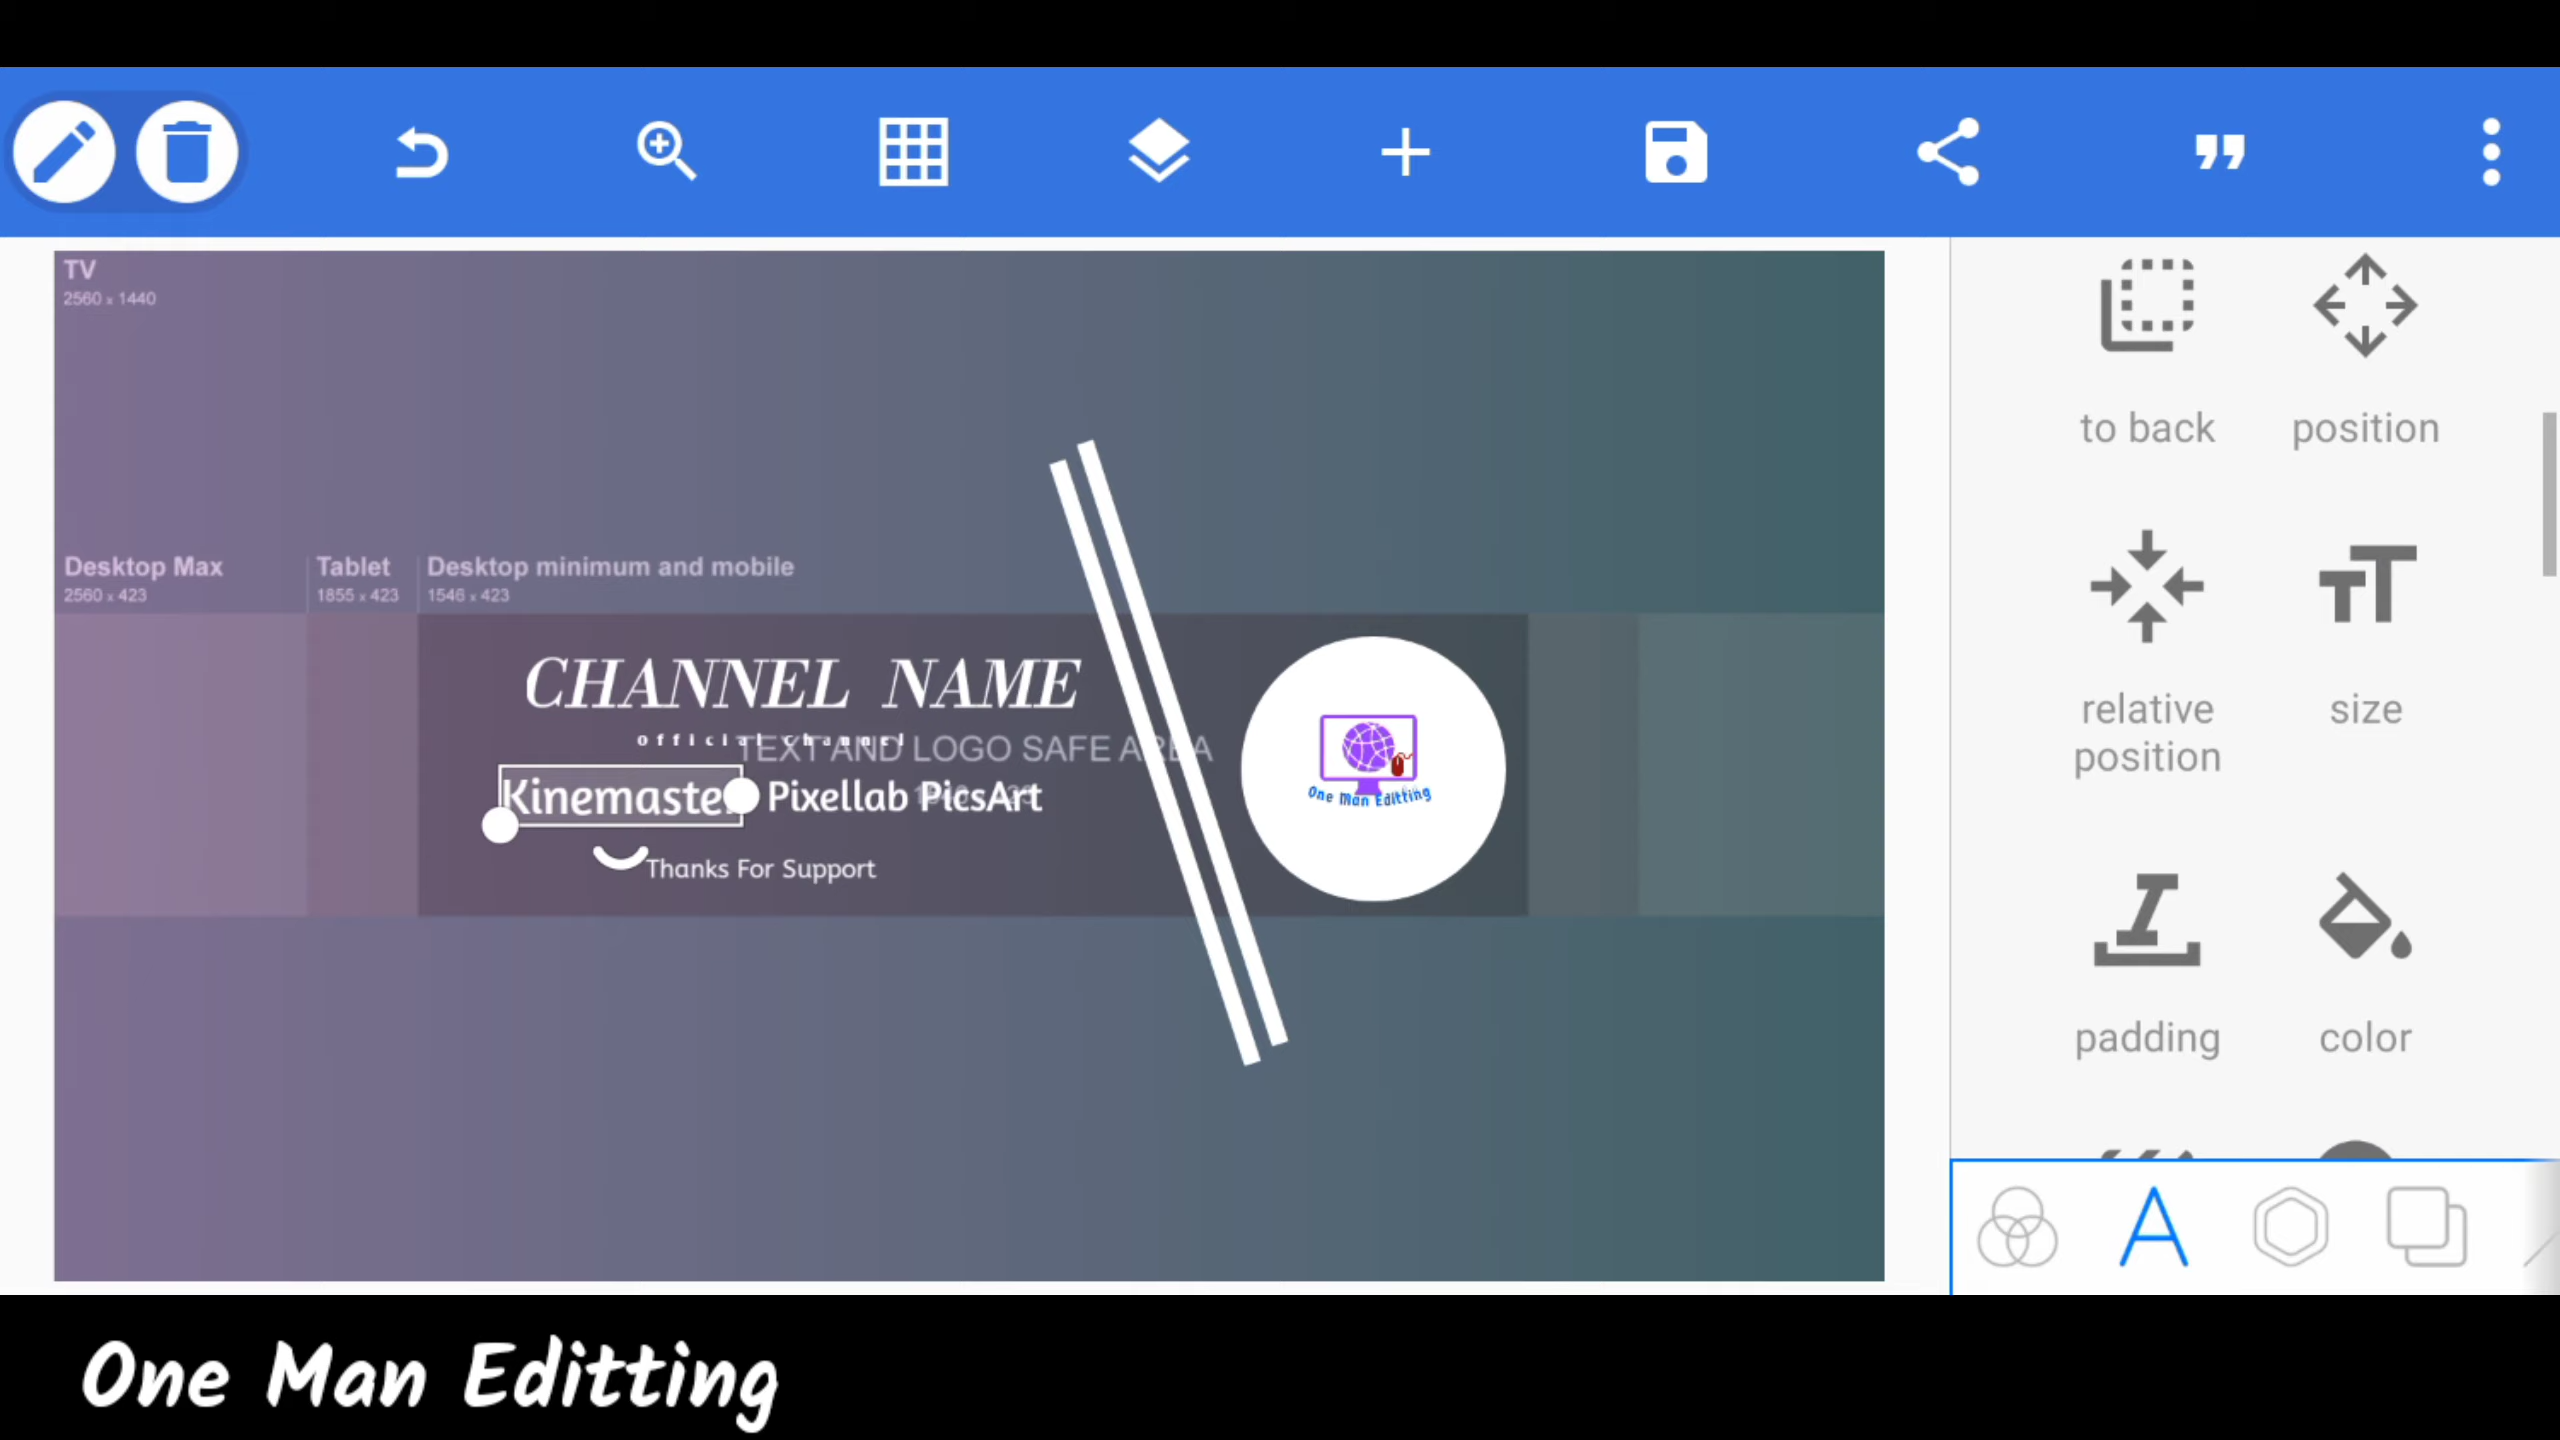 TV
2560 x 1440
to back
position
Desktop Max
Tablet
Desktop minimum and mobile
2560 x 423
1855 x 423
1546 x 423
relative position
size
CHANNEL NAME
official channel
TEXT AND LOGO SAFE AREA
Kinemaster
Pixellab PicsArt
One Man Editting
Thanks For Support
padding
color
One Man Editting